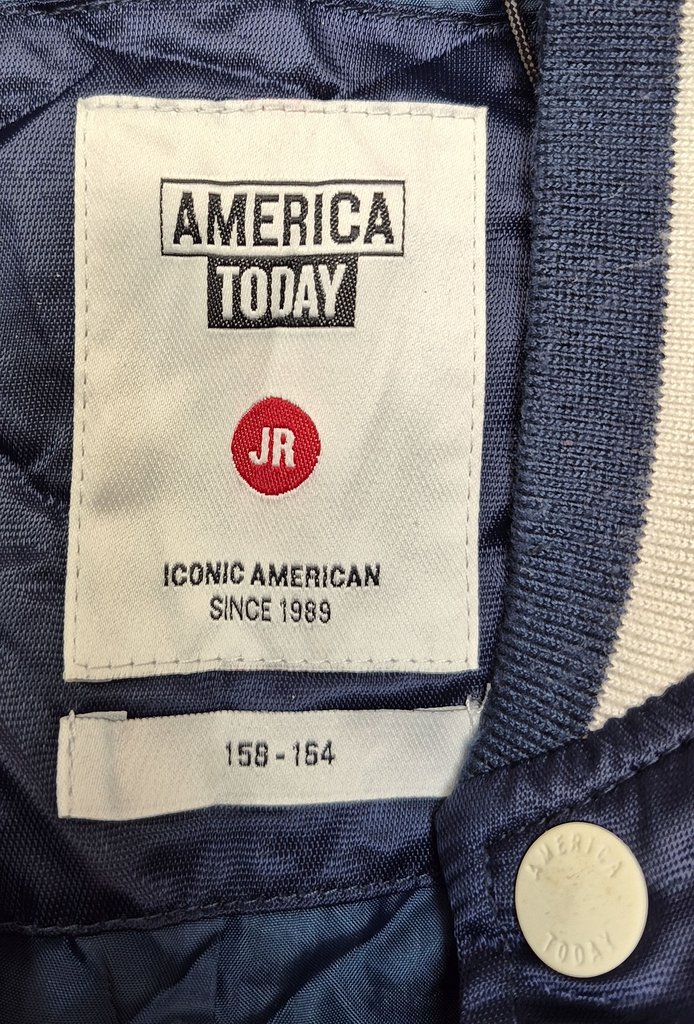 AMERICA
TODAY
JR
ICONIC AMERICAN
SINCE 1989
158 - 164
AMERICA
TODAY